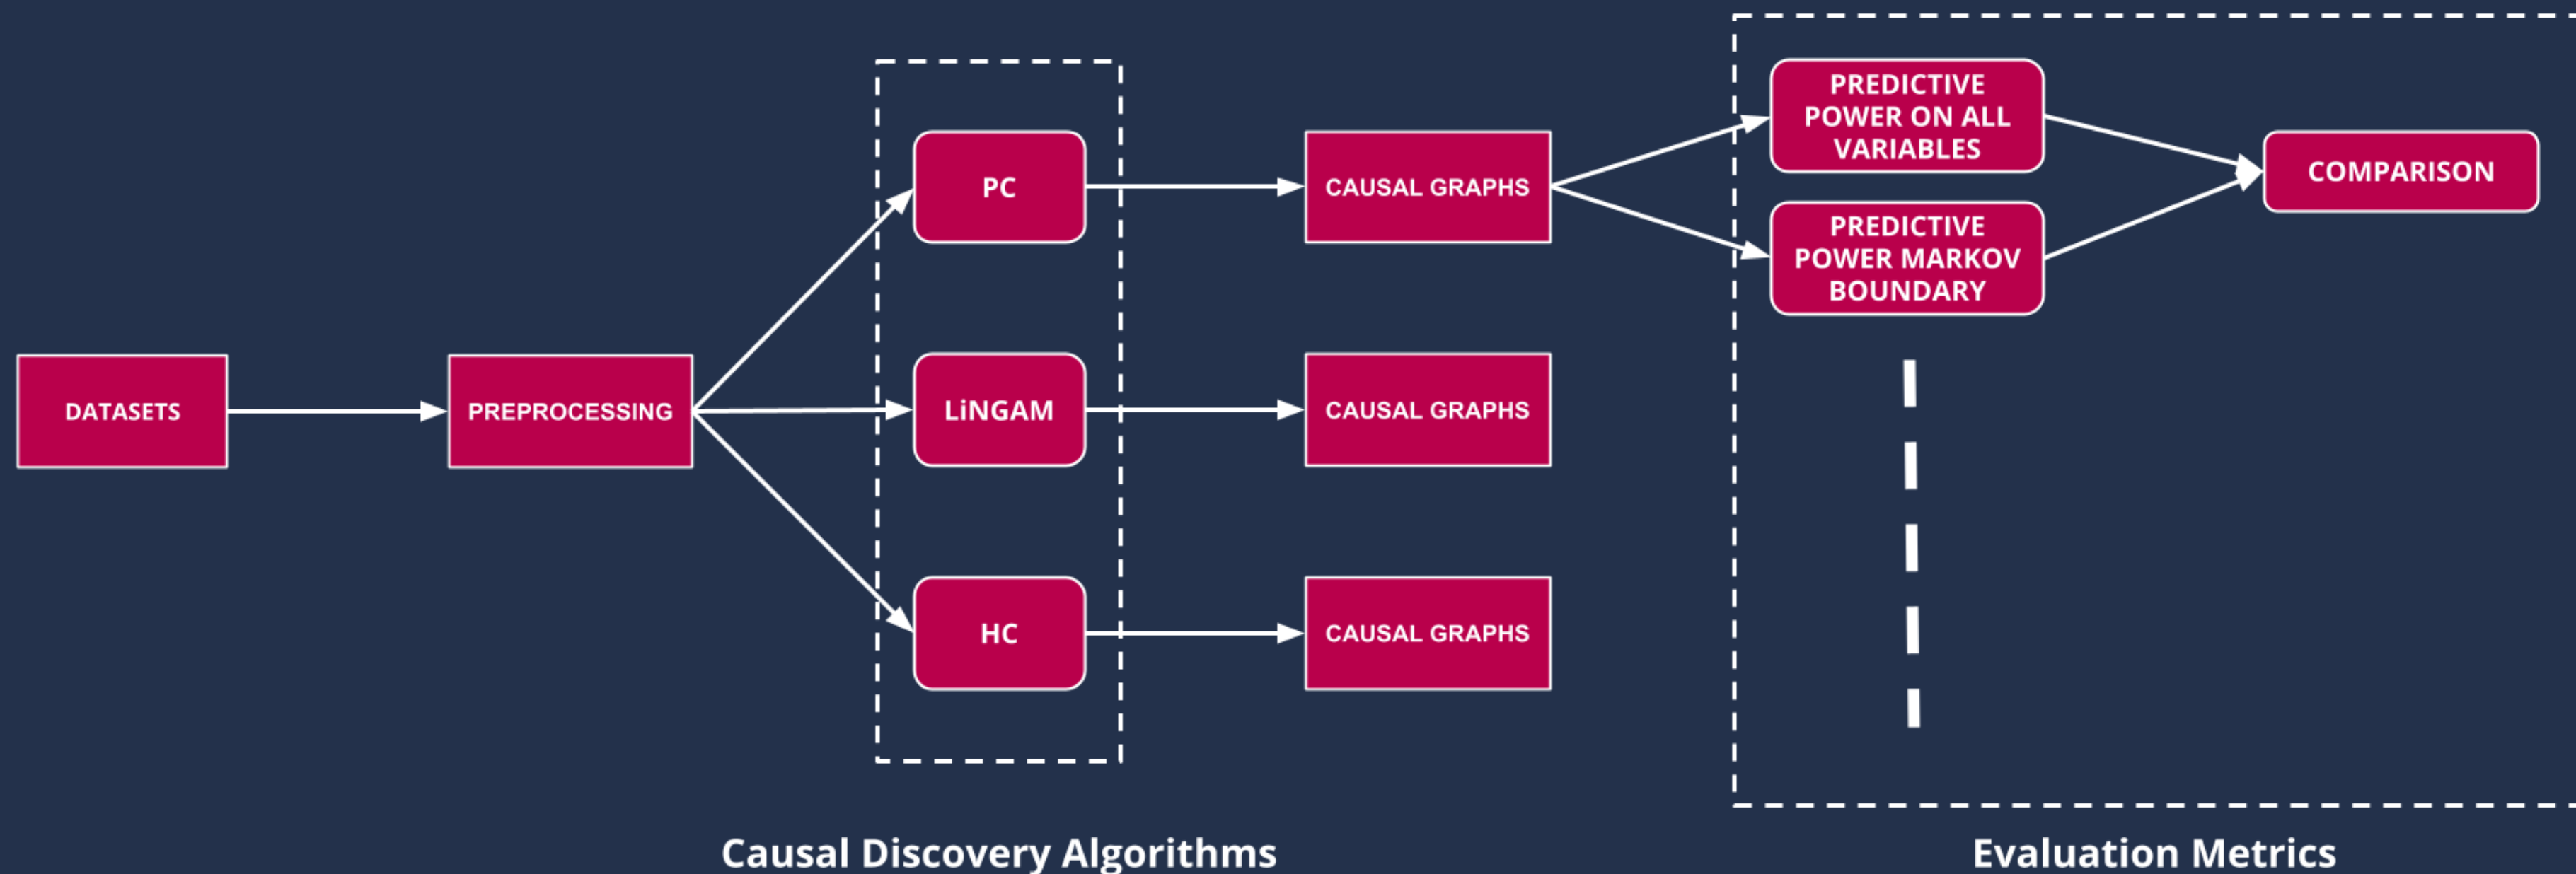 DATASETS
PREPROCESSING
PC
LiNGAM
HC
CAUSAL GRAPHS
CAUSAL GRAPHS
CAUSAL GRAPHS
PREDICTIVE
POWER ON ALL
VARIABLES
PREDICTIVE
POWER MARKOV
BOUNDARY
COMPARISON
Causal Discovery Algorithms
Evaluation Metrics